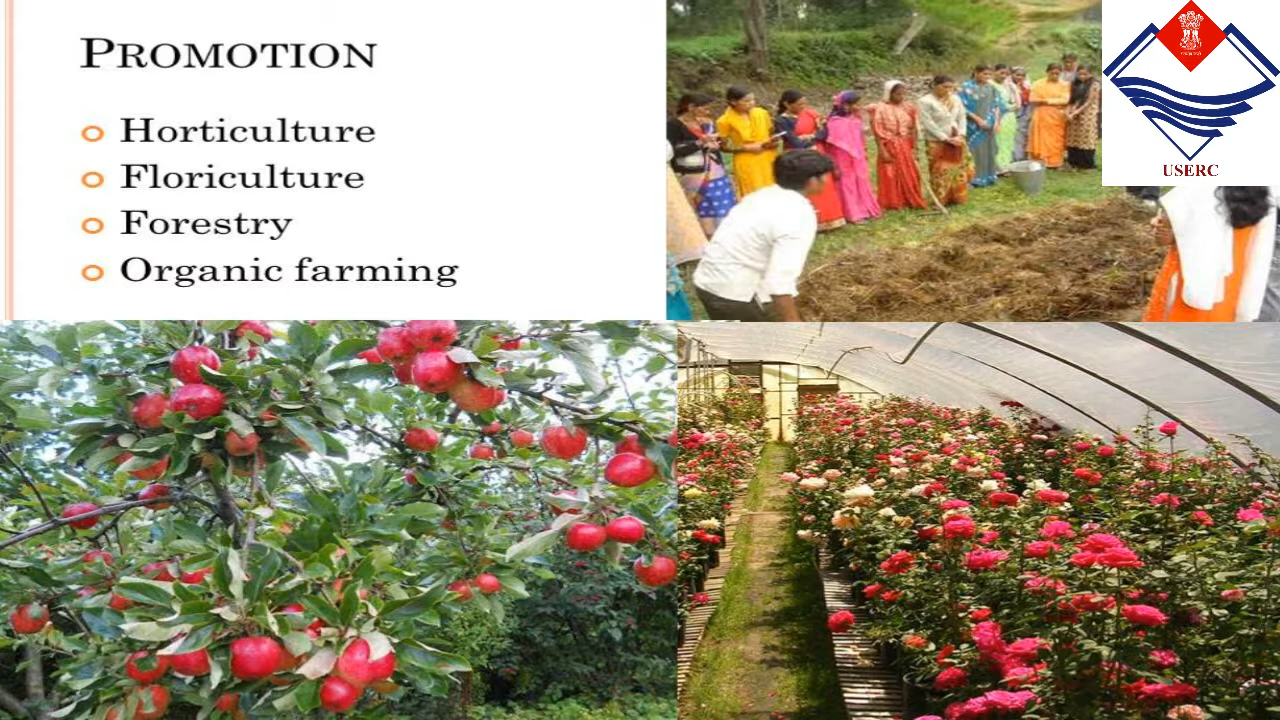 PROMOTION
Horticulture
Floriculture
Forestry
Organic farming
USERC